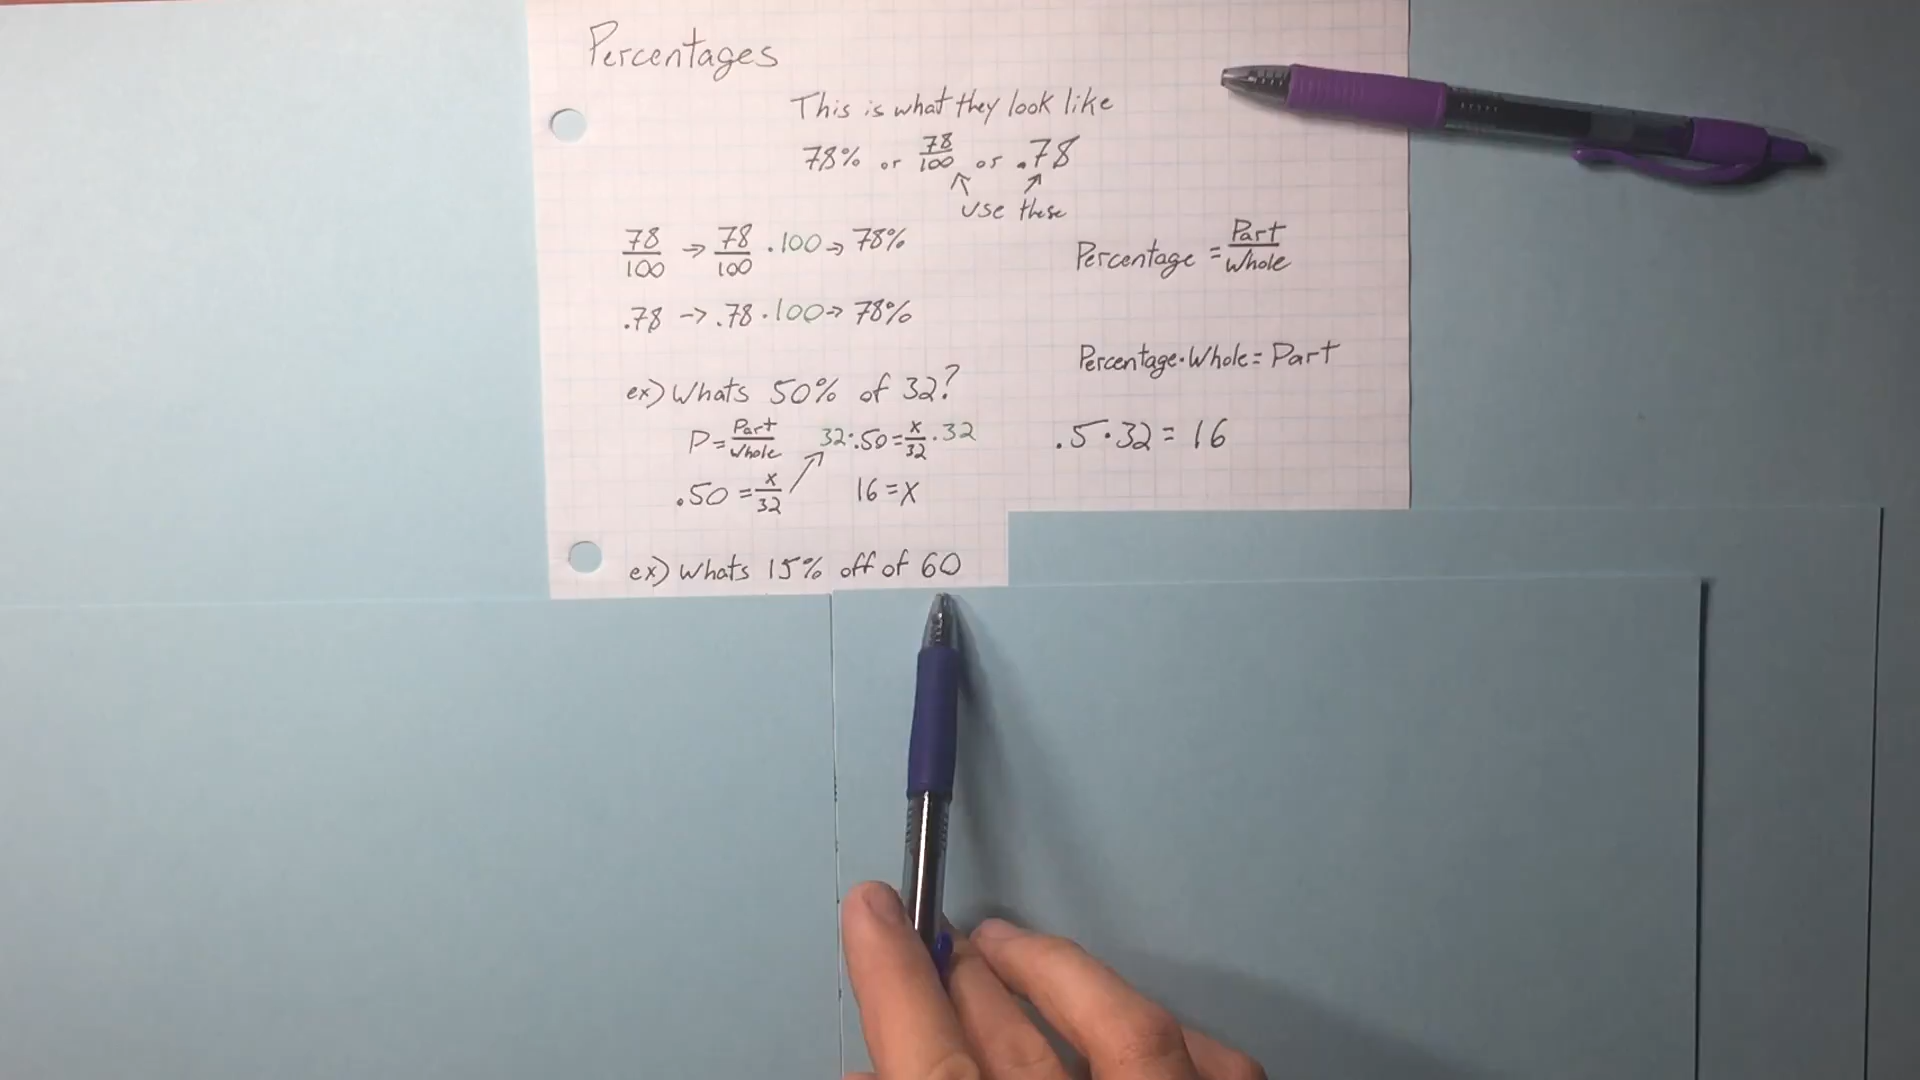 Percentages
This is what they look like
78% or 78/100 or .78
use these
78/100 → 78/100 · 100 → 78%
.78 → .78 · 100 → 78%
Percentage = Part/Whole
Percentage · Whole = Part
ex) Whats 50% of 32?
P = Part/Whole
32 · .50 = x/32 · 32
.5 · 32 = 16
.50 = x/32
16 = x
ex) Whats 15% off of 60